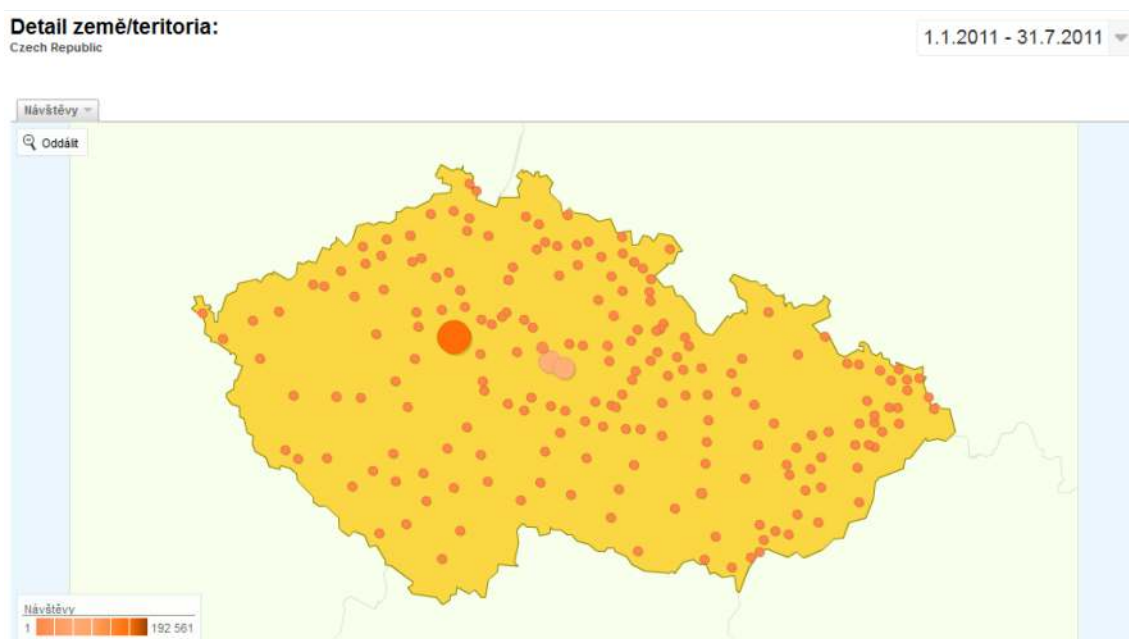 Detail země/teritoria:
Czech Republic
1.1.2011 - 31.7.2011
Návštěvy
Oddálit
Návštěvy
1 192 561